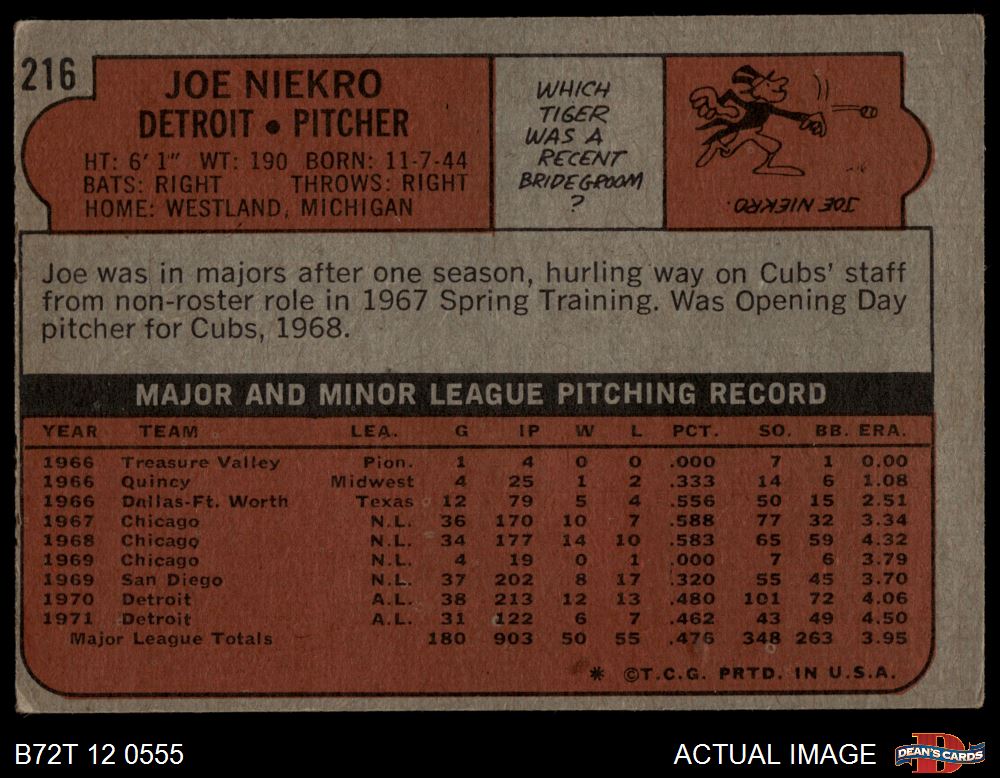 216
JOE NIEKRO
DETROIT • PITCHER
HT: 6' 1" WT: 190 BORN: 11-7-44
BATS: RIGHT THROWS: RIGHT
HOME: WESTLAND, MICHIGAN
WHICH
TIGER
WAS A
RECENT
BRIDEGROOM
?
JOE NIEKRO.
Joe was in majors after one season, hurling way on Cubs' staff
from non-roster role in 1967 Spring Training. Was Opening Day
pitcher for Cubs, 1968.
MAJOR AND MINOR LEAGUE PITCHING RECORD
YEAR TEAM LEA. G IP W L PCT. SO. BB. ERA.
1966 Treasure Valley Pion. 1 4 0 0 .000 7 1 0.00
1966 Quincy Midwest 4 25 1 2 .333 14 6 1.08
1966 Dallas-Ft. Worth Texas 12 79 5 4 .556 50 15 2.51
1967 Chicago N.L. 36 170 10 7 .588 77 32 3.34
1968 Chicago N.L. 34 177 14 10 .583 65 59 4.32
1969 Chicago N.L. 4 19 0 1 .000 7 6 3.79
1969 San Diego N.L. 37 202 8 17 .320 55 45 3.70
1970 Detroit A.L. 38 213 12 13 .480 101 72 4.06
1971 Detroit A.L. 31 122 6 7 .462 43 49 4.50
Major League Totals 180 903 50 55 .476 348 263 3.95
* ©T.C.G. PRTD. IN U.S.A.
B72T 12 0555
ACTUAL IMAGE
DEAN'S CARDS